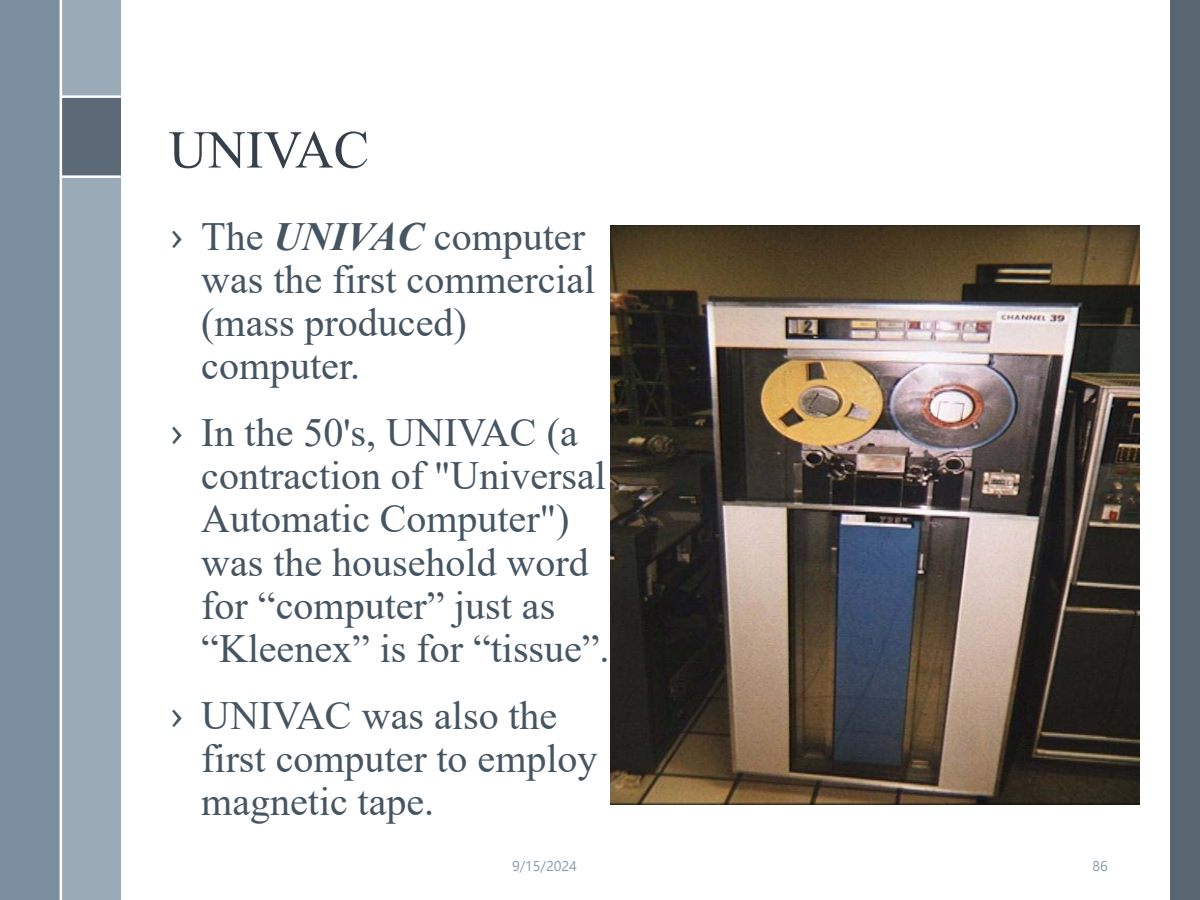 UNIVAC
› The UNIVAC computer
was the first commercial
(mass produced)
computer.
› In the 50's, UNIVAC (a
contraction of "Universal
Automatic Computer")
was the household word
for “computer” just as
“Kleenex” is for “tissue”.
› UNIVAC was also the
first computer to employ
magnetic tape.
CHANNEL 39
12
9/15/2024
86